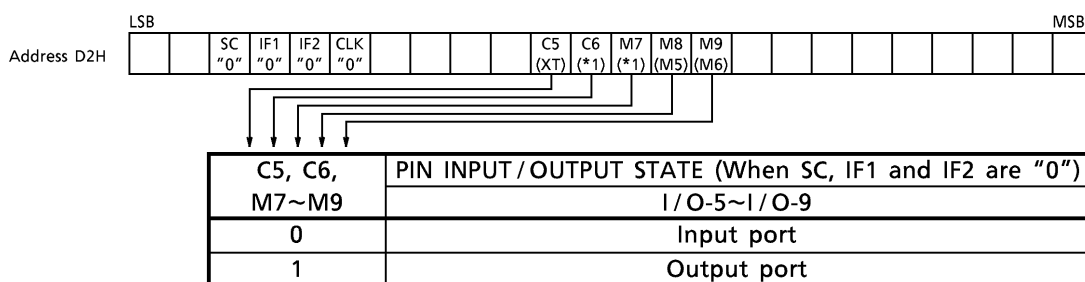 LSB MSB
Address D2H SC IF1 IF2 CLK C5 C6 M7 M8 M9
"0" "0" "0" "0" (XT) (*1) (*1) (M5) (M6)
C5, C6, PIN INPUT/OUTPUT STATE (When SC, IF1 and IF2 are "0")
M7~M9 I/O-5~I/O-9
0 Input port
1 Output port